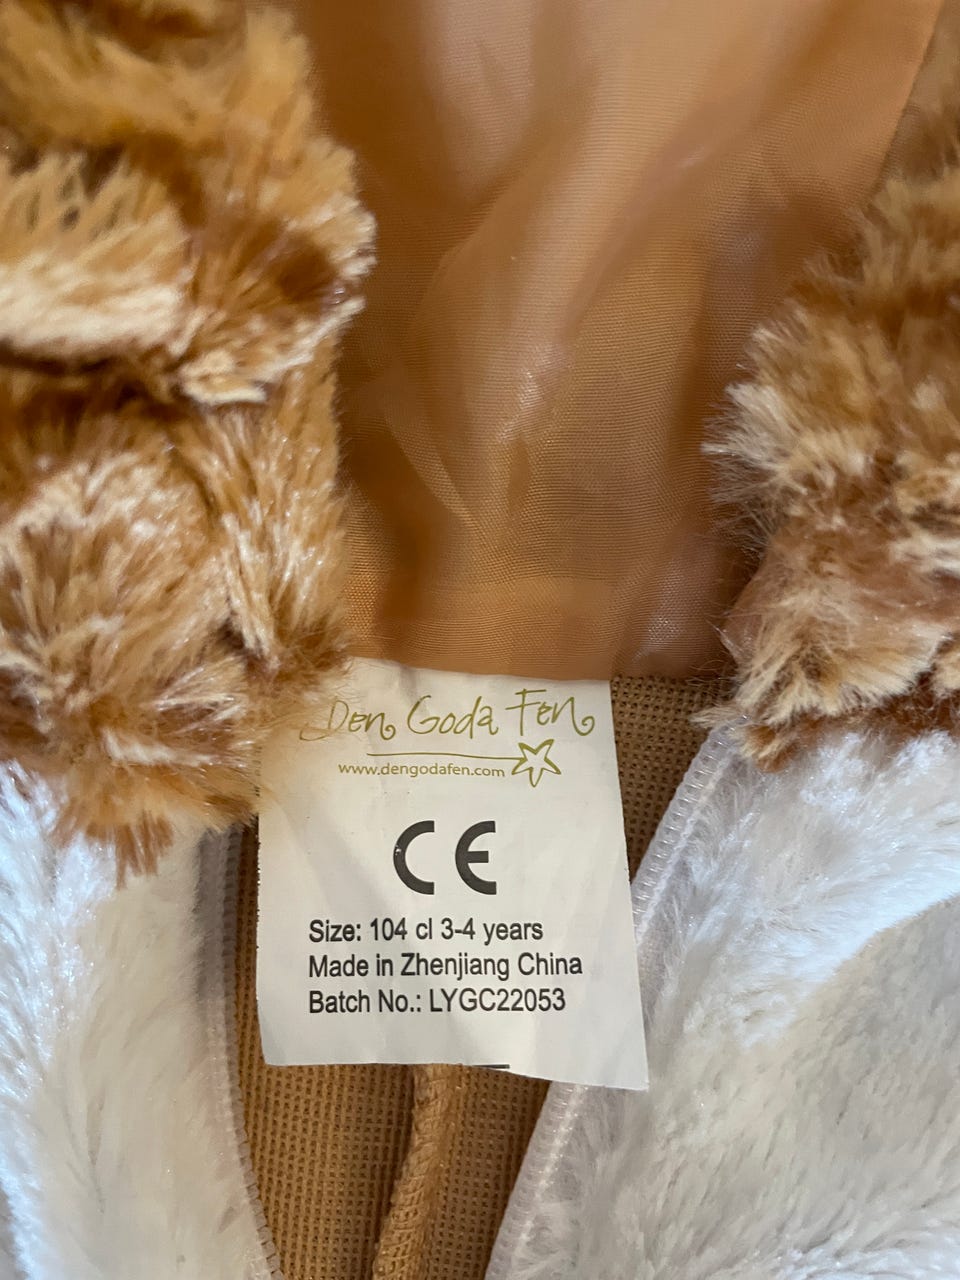 Den Goda Fen
www.dengodafen.com
CE
Size: 104 cl 3-4 years
Made in Zhenjiang China
Batch No.: LYGC22053